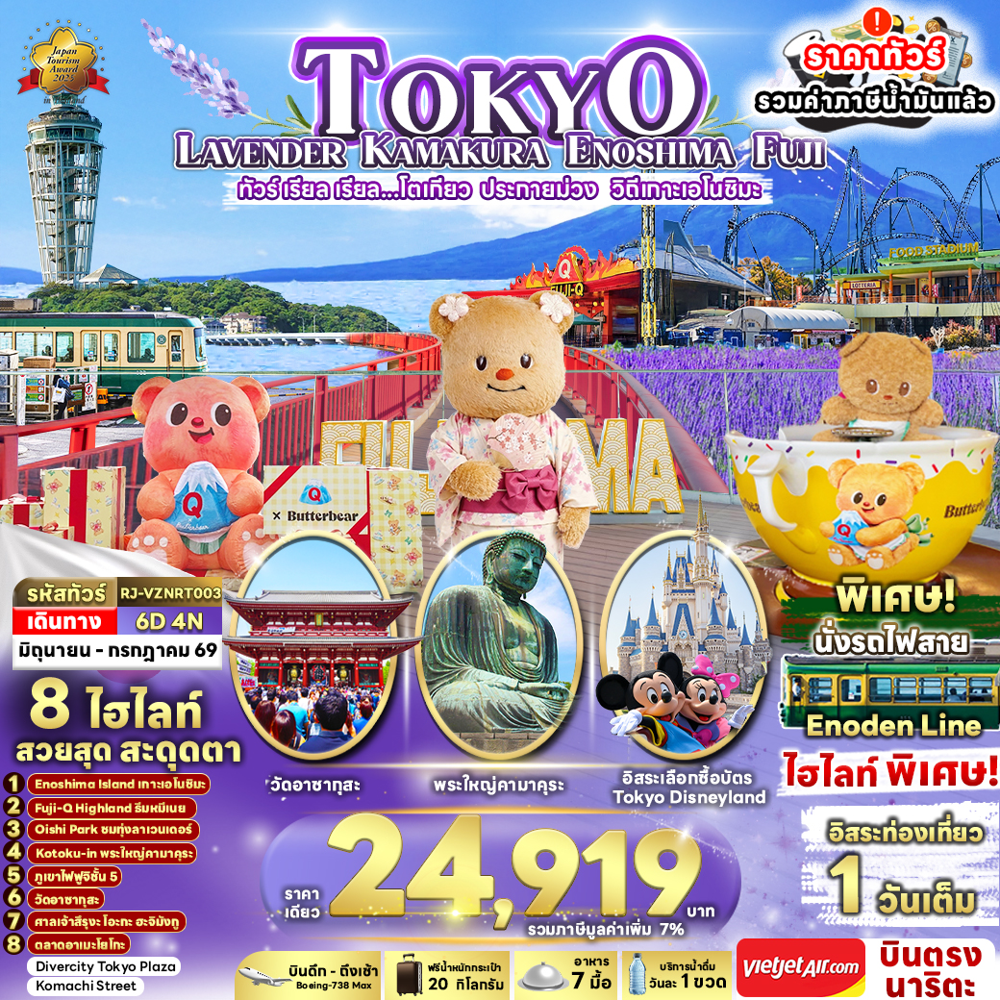 Japan
Tourism
Award
2025
in Thailand
!
ราคาทัวร์
รวมค่าภาษีน้ำมันแล้ว
TOKYO
LAVENDER KAMAKURA ENOSHIMA FUJI
ทัวร์เรียล เรียล...โตเกียว ประกายม่วง วิถีเกาะเอโนชิมะ
FOOD STADIUM
LOTTERIA
Q
FUJI-Q
Q
× Butterbear
MA
Q
Butterbear
รหัสทัวร์ RJ-VZNRT003
เดินทาง 6D 4N
มิถุนายน - กรกฎาคม 69
8 ไฮไลท์
สวยสุด สะดุดตา
1 Enoshima Island เกาะเอโนชิมะ
2 Fuji-Q Highland ธีมหมีเนย
3 Oishi Park ชมทุ่งลาเวนเดอร์
4 Kotoku-in พระใหญ่คามาคุระ
5 ภูเขาไฟฟูจิชั้น 5
6 วัดอาซากุสะ
7 ศาลเจ้าสึรุงะ โอะกะ ฮะจิมังกู
8 ตลาดอาเมะโยโกะ
Divercity Tokyo Plaza
Komachi Street
วัดอาซากุสะ
พระใหญ่คามาคุระ
อิสระเลือกซื้อบัตร
Tokyo Disneyland
พิเศษ!
นั่งรถไฟสาย
Enoden Line
ไฮไลท์ พิเศษ!
อิสระท่องเที่ยว
1 วันเต็ม
ราคา
เดียว
24,919
บาท
รวมภาษีมูลค่าเพิ่ม 7%
บินดึก - ถึงเช้า
Boeing-738 Max
ฟรีน้ำหนักกระเป๋า
20 กิโลกรัม
อาหาร
7 มื้อ
บริการน้ำดื่ม
วันละ 1 ขวด
vietjetAir.com
บินตรง
นาริตะ